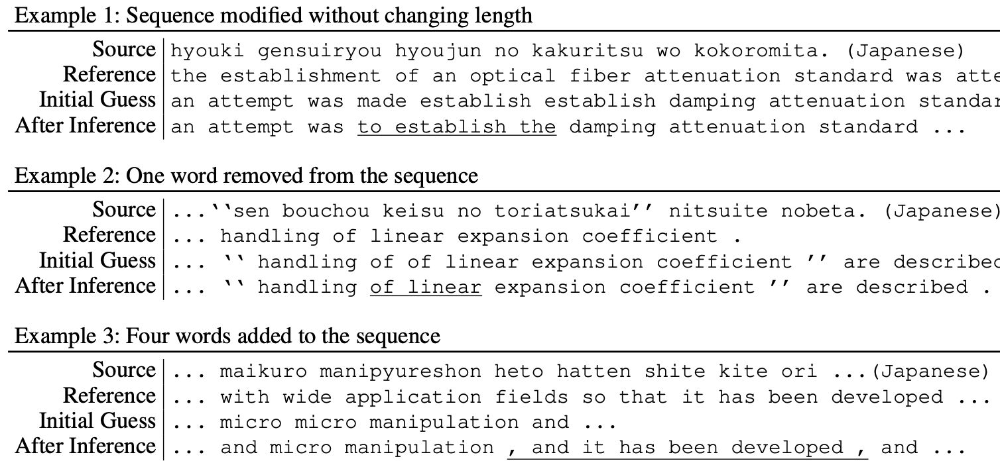 Example 1: Sequence modified without changing length
Source hyouki gensuiryou hyoujun no kakuritsu wo kokoromita. (Japanese)
Reference the establishment of an optical fiber attenuation standard was atte
Initial Guess an attempt was made establish establish damping attenuation standar
After Inference an attempt was to establish the damping attenuation standard ...
Example 2: One word removed from the sequence
Source ...‘‘sen bouchou keisu no toriatsukai’’ nitsuite nobeta. (Japanese)
Reference ... handling of linear expansion coefficient .
Initial Guess ... ‘‘ handling of of linear expansion coefficient ’’ are described
After Inference ... ‘‘ handling of linear expansion coefficient ’’ are described .
Example 3: Four words added to the sequence
Source ... maikuro manipyureshon heto hatten shite kite ori ...(Japanese)
Reference ... with wide application fields so that it has been developed ...
Initial Guess ... micro micro manipulation and ...
After Inference ... and micro manipulation , and it has been developed , and ...